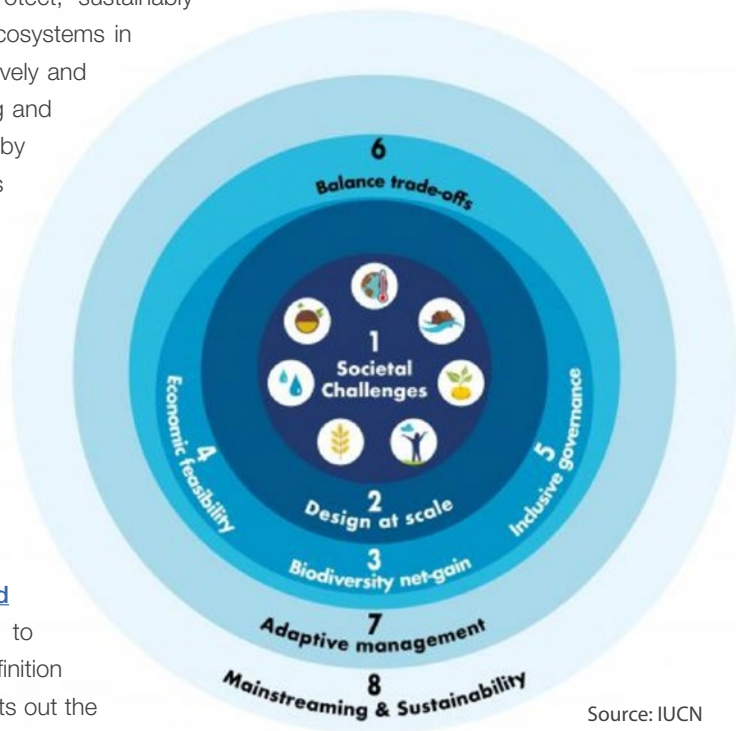 otect, sustainably
cosystems in
vely and
g and
by
s
6
Balance trade-offs
1
Societal
Challenges
4
Economic feasibility
5
Inclusive governance
2
Design at scale
3
Biodiversity net-gain
d
to
7
Adaptive management
finition
ts out the
8
Mainstreaming & Sustainability
Source: IUCN